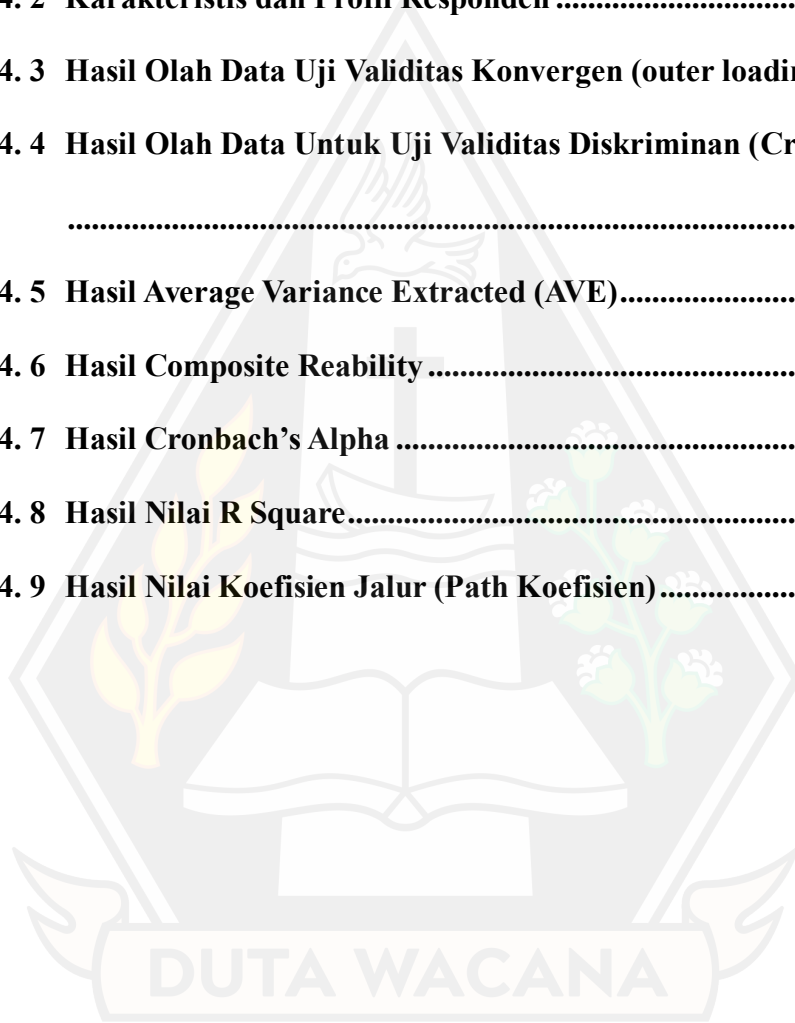 4. 2 Karakteristis dan Profil Responden ..............................
4. 3 Hasil Olah Data Uji Validitas Konvergen (outer
4. 4 Hasil Olah Data Untuk Uji Validitas Diskriminan
............................................................................................
4. 5 Hasil Average Variance Extracted (AVE)......................
4. 6 Hasil Composite Reability ..............................................
4. 7 Hasil Cronbach’s Alpha ..................................................
4. 8 Hasil Nilai R Square.........................................................
4. 9 Hasil Nilai Koefisien Jalur (Path Koefisien).................
DUTA WACANA